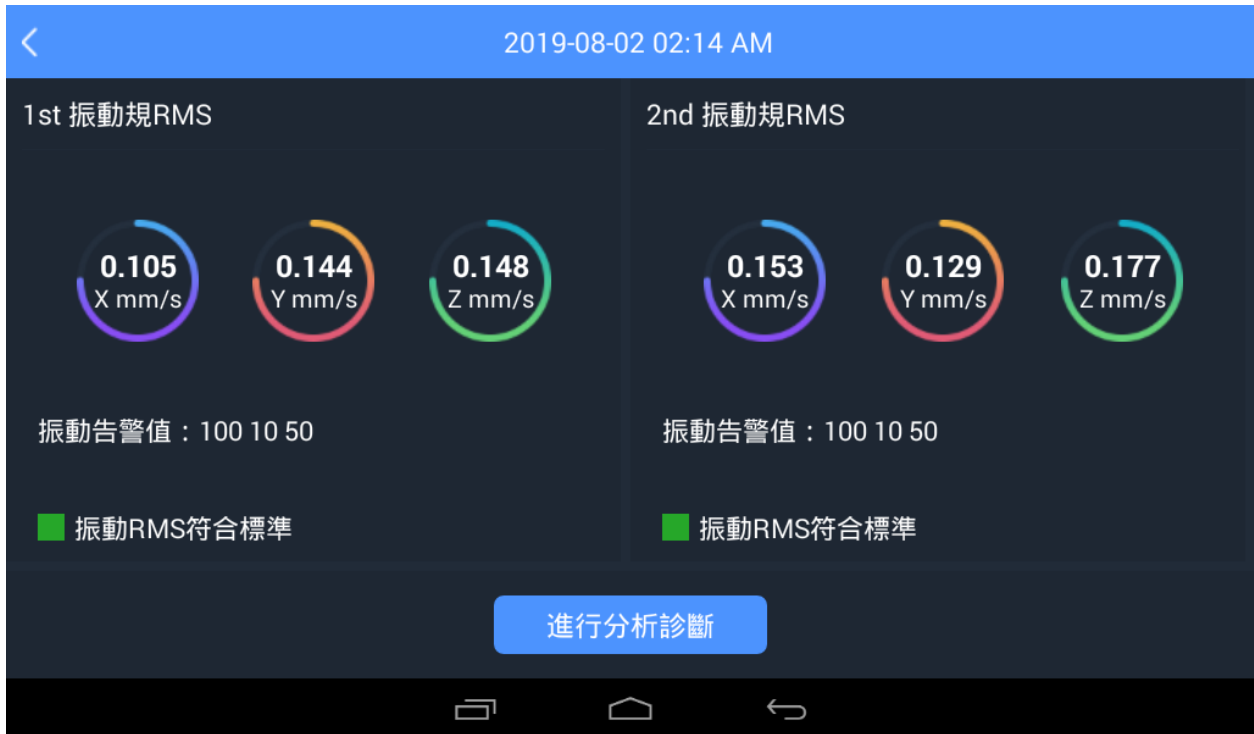 2019-08-02 02:14 AM
1st 振動規RMS
0.105
X mm/s
0.144
Y mm/s
0.148
Z mm/s
振動告警值：100 10 50
振動RMS符合標準
2nd 振動規RMS
0.153
X mm/s
0.129
Y mm/s
0.177
Z mm/s
振動告警值：100 10 50
振動RMS符合標準
進行分析診斷